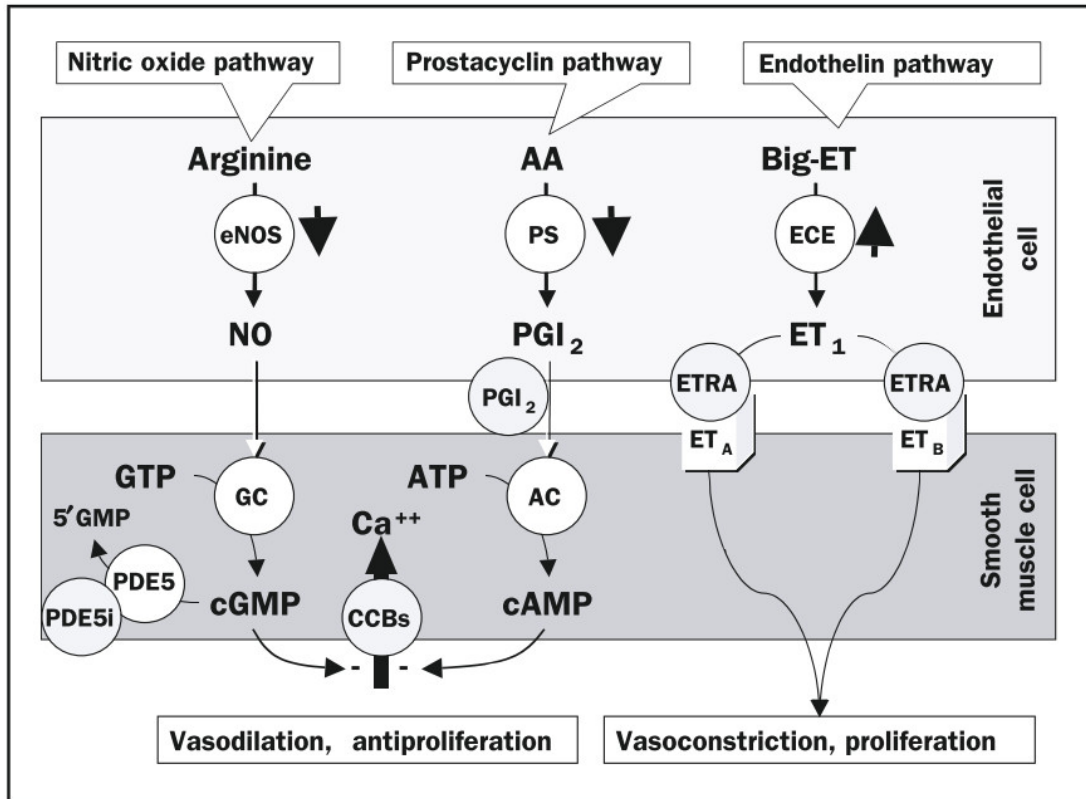 Nitric oxide pathway
Prostacyclin pathway
Endothelin pathway
Arginine
AA
Big-ET
eNOS
PS
ECE
Endothelial
cell
NO
PGI2
ET1
PGI2
ETRA
ETRA
ETA
ETB
GTP
GC
ATP
AC
Ca++
5′GMP
PDE5
PDE5i
cGMP
CCBs
cAMP
Smooth
muscle cell
- -
Vasodilation, antiproliferation
Vasoconstriction, proliferation